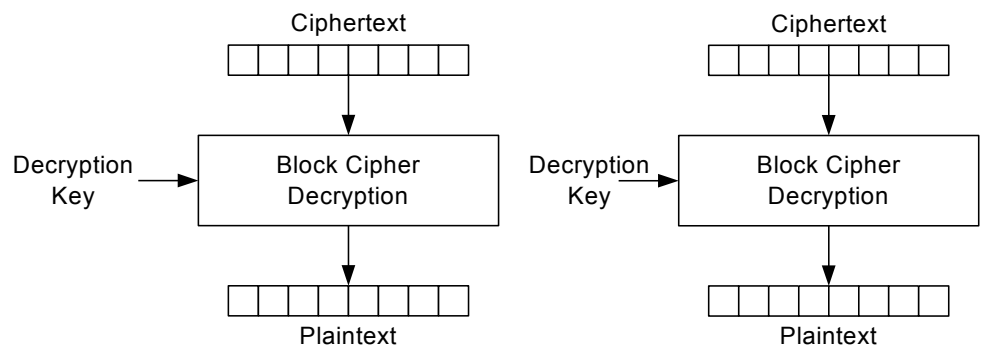 Ciphertext
Ciphertext
Decryption
Key
Block Cipher
Decryption
Decryption
Key
Block Cipher
Decryption
Plaintext
Plaintext